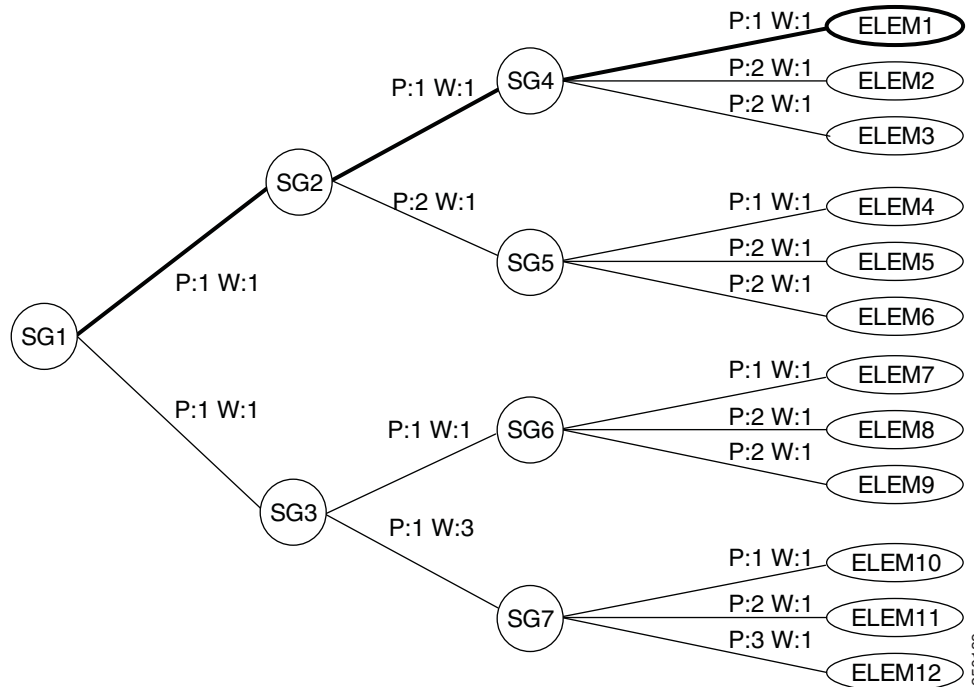 P:1 W:1
ELEM1
P:1 W:1
SG4
P:2 W:1
ELEM2
P:2 W:1
ELEM3
SG2
P:2 W:1
P:1 W:1
ELEM4
SG5
P:2 W:1
ELEM5
P:2 W:1
ELEM6
P:1 W:1
SG1
P:1 W:1
P:1 W:1
ELEM7
P:1 W:1
SG6
P:2 W:1
ELEM8
P:2 W:1
ELEM9
SG3
P:1 W:3
P:1 W:1
ELEM10
SG7
P:2 W:1
ELEM11
P:3 W:1
ELEM12